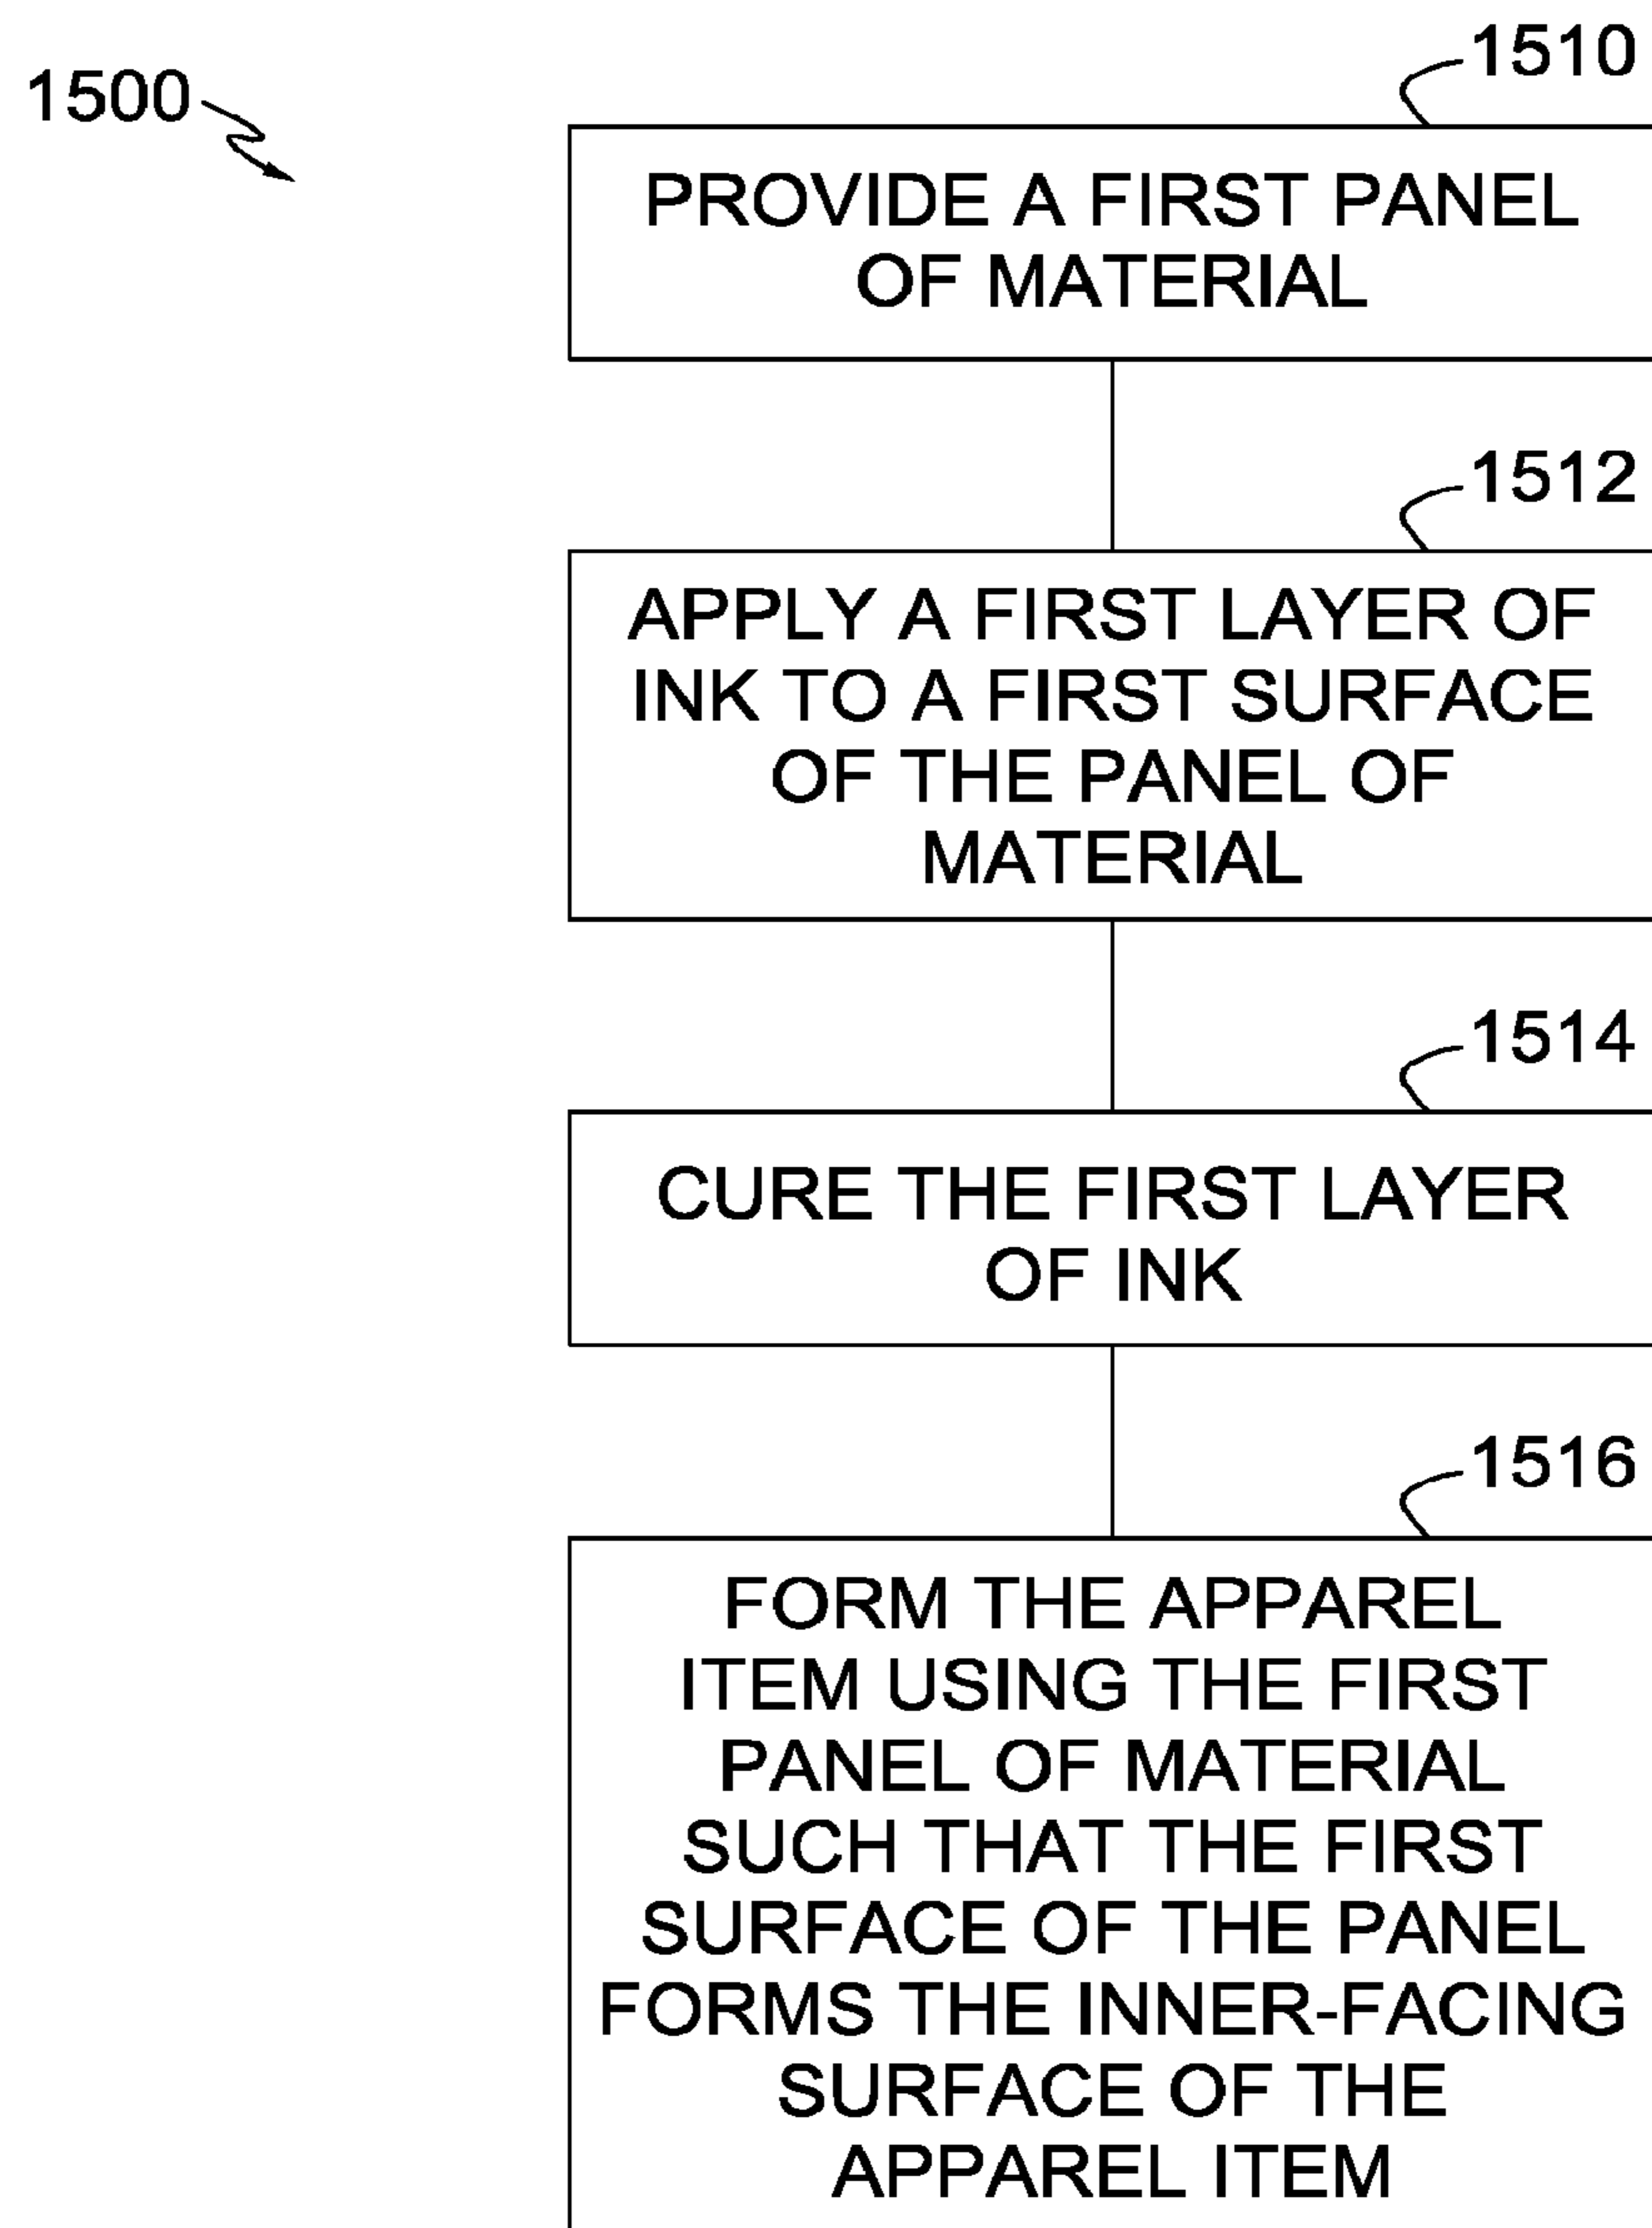 1500
1510
PROVIDE A FIRST PANEL
OF MATERIAL
1512
APPLY A FIRST LAYER OF
INK TO A FIRST SURFACE
OF THE PANEL OF
MATERIAL
1514
CURE THE FIRST LAYER
OF INK
1516
FORM THE APPAREL
ITEM USING THE FIRST
PANEL OF MATERIAL
SUCH THAT THE FIRST
SURFACE OF THE PANEL
FORMS THE INNER-FACING
SURFACE OF THE
APPAREL ITEM